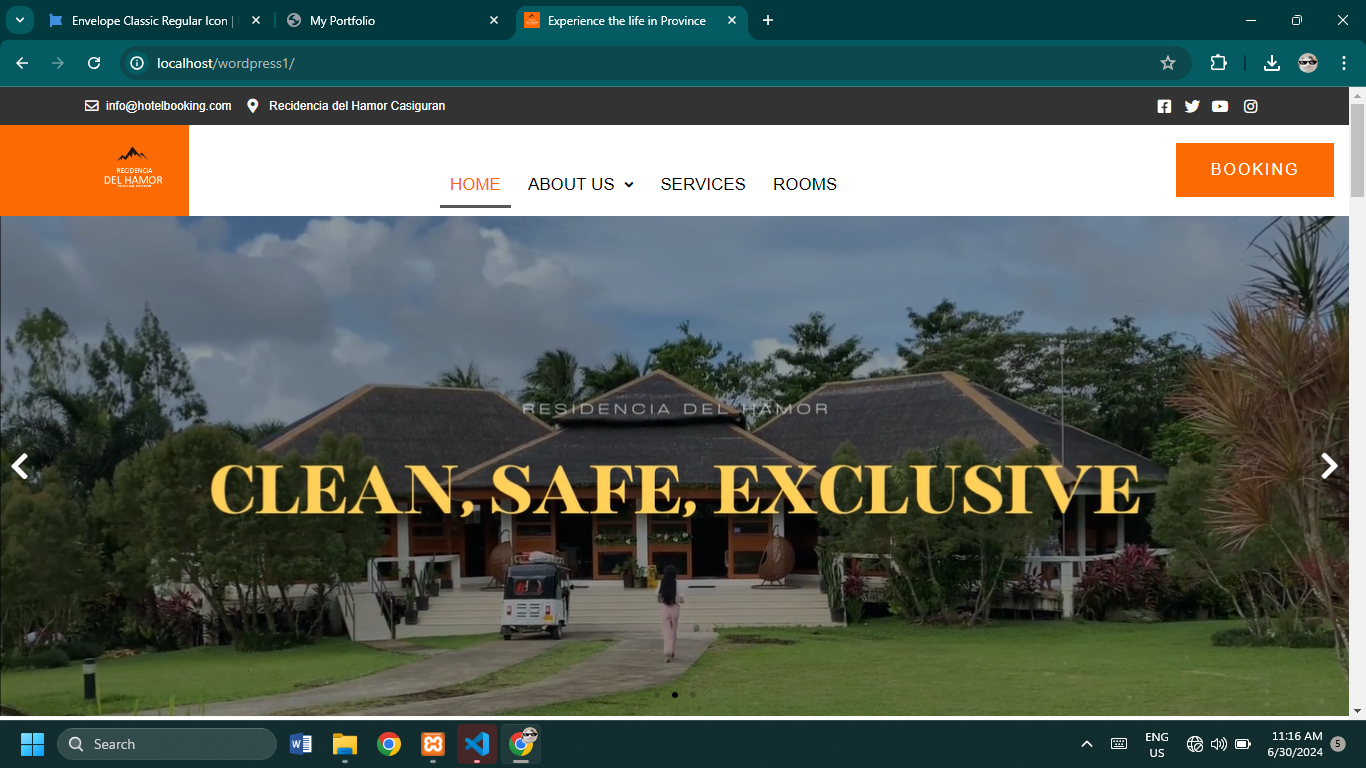 Envelope Classic Regular Icon |
My Portfolio
Experience the life in Province
localhost/wordpress1/
info@hotelbooking.com
Recidencia del Hamor Casiguran
RECIDENCIA
DEL HAMOR
HOME
ABOUT US
SERVICES
ROOMS
BOOKING
RESIDENCIA DEL HAMOR
CLEAN, SAFE, EXCLUSIVE
Search
ENG
US
11:16 AM
6/30/2024
5